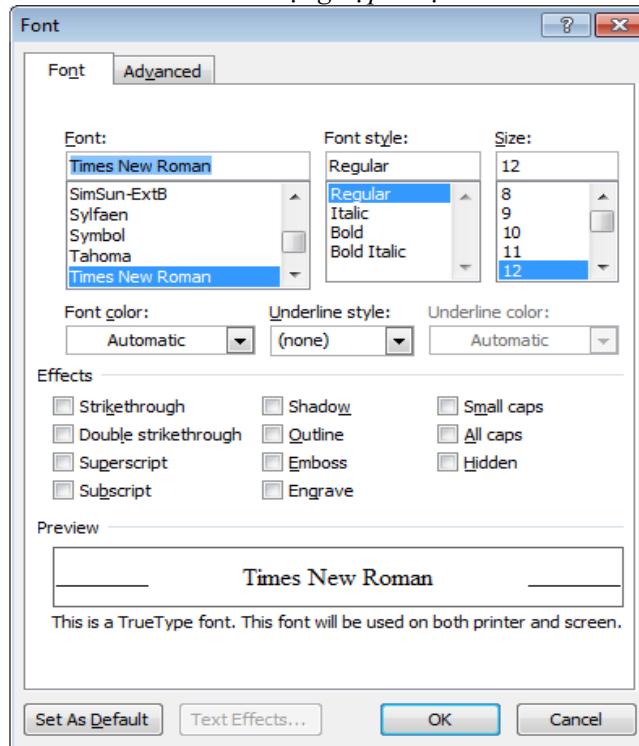 Font
Font Advanced
Font: Font style: Size:
Times New Roman Regular 12
SimSun-ExtB Regular 8
Sylfaen Italic 9
Symbol Bold 10
Tahoma Bold Italic 11
Times New Roman 12
Font color: Underline style: Underline color:
Automatic (none) Automatic
Effects
Strikethrough Shadow Small caps
Double strikethrough Outline All caps
Superscript Emboss Hidden
Subscript Engrave
Preview
Times New Roman
This is a TrueType font. This font will be used on both printer and screen.
Set As Default Text Effects... OK Cancel